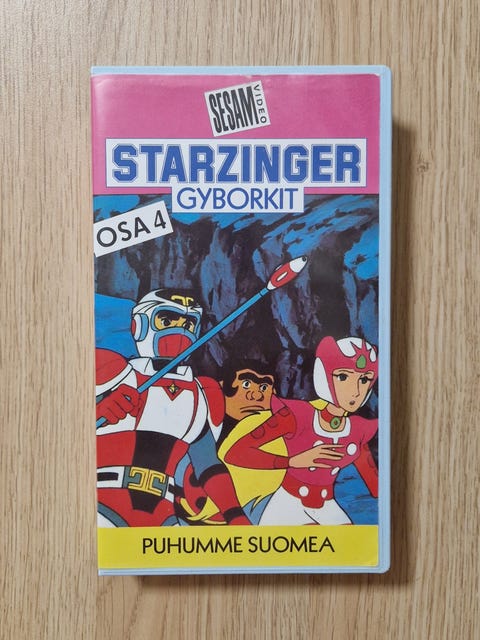 SESAM
VIDEO
STARZINGER
GYBORKIT
OSA 4
PUHUMME SUOMEA